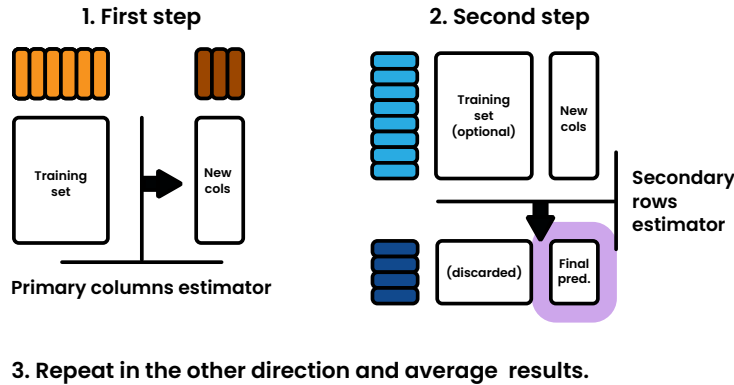 1. First step
Training
set
New
cols
Primary columns estimator
2. Second step
Training
set
(optional)
New
cols
Secondary
rows
estimator
(discarded)
Final
pred.
3. Repeat in the other direction and average results.